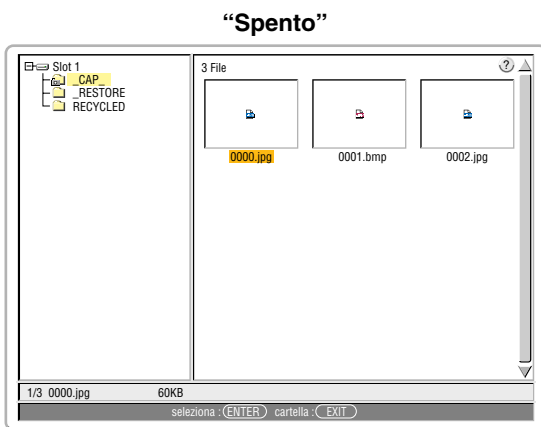 “Spento”
Slot 1
_CAP_
_RESTORE
RECYCLED
3 File
?
0000.jpg 0001.bmp 0002.jpg
1/3 0000.jpg 60KB
seleziona : ENTER cartella : EXIT